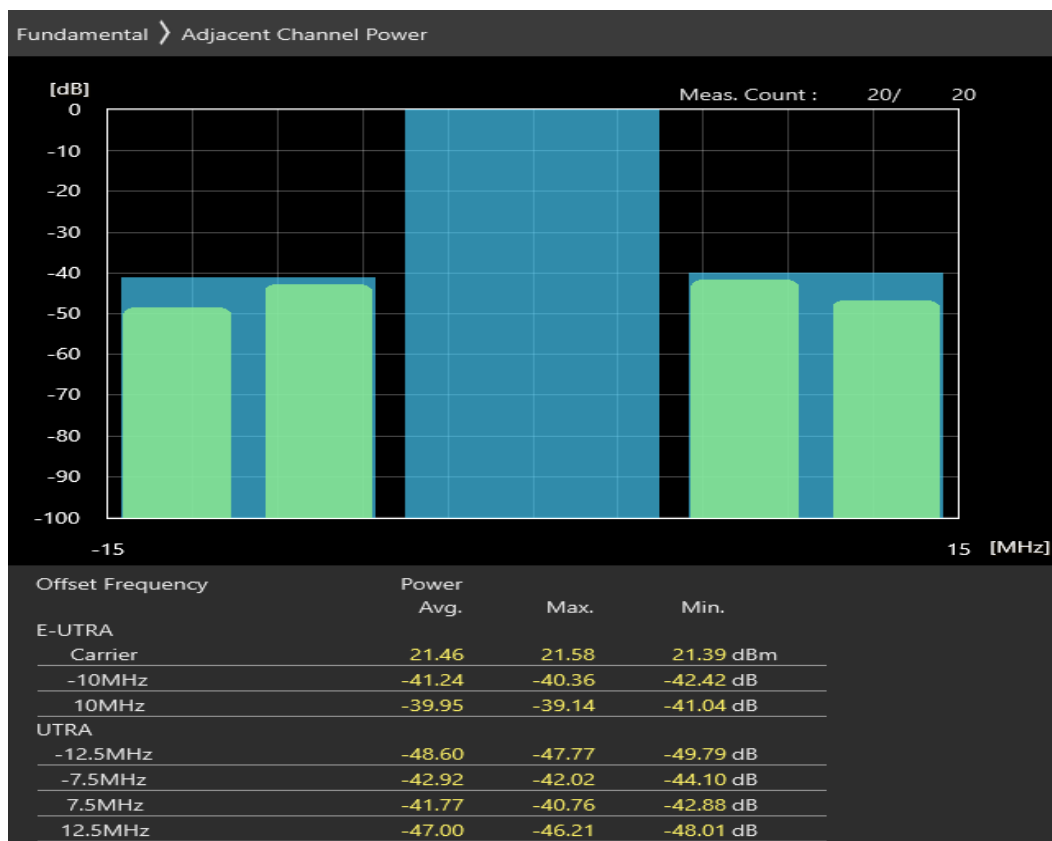 Fundamental 〉 Adjacent Channel Power
[dB]
Meas. Count : 20/ 20
0
-10
-20
-30
-40
-50
-60
-70
-80
-90
-100
-15 15 [MHz]
Offset Frequency Power
Avg. Max. Min.
E-UTRA
Carrier 21.46 21.58 21.39 dBm
-10MHz -41.24 -40.36 -42.42 dB
10MHz -39.95 -39.14 -41.04 dB
UTRA
-12.5MHz -48.60 -47.77 -49.79 dB
-7.5MHz -42.92 -42.02 -44.10 dB
7.5MHz -41.77 -40.76 -42.88 dB
12.5MHz -47.00 -46.21 -48.01 dB